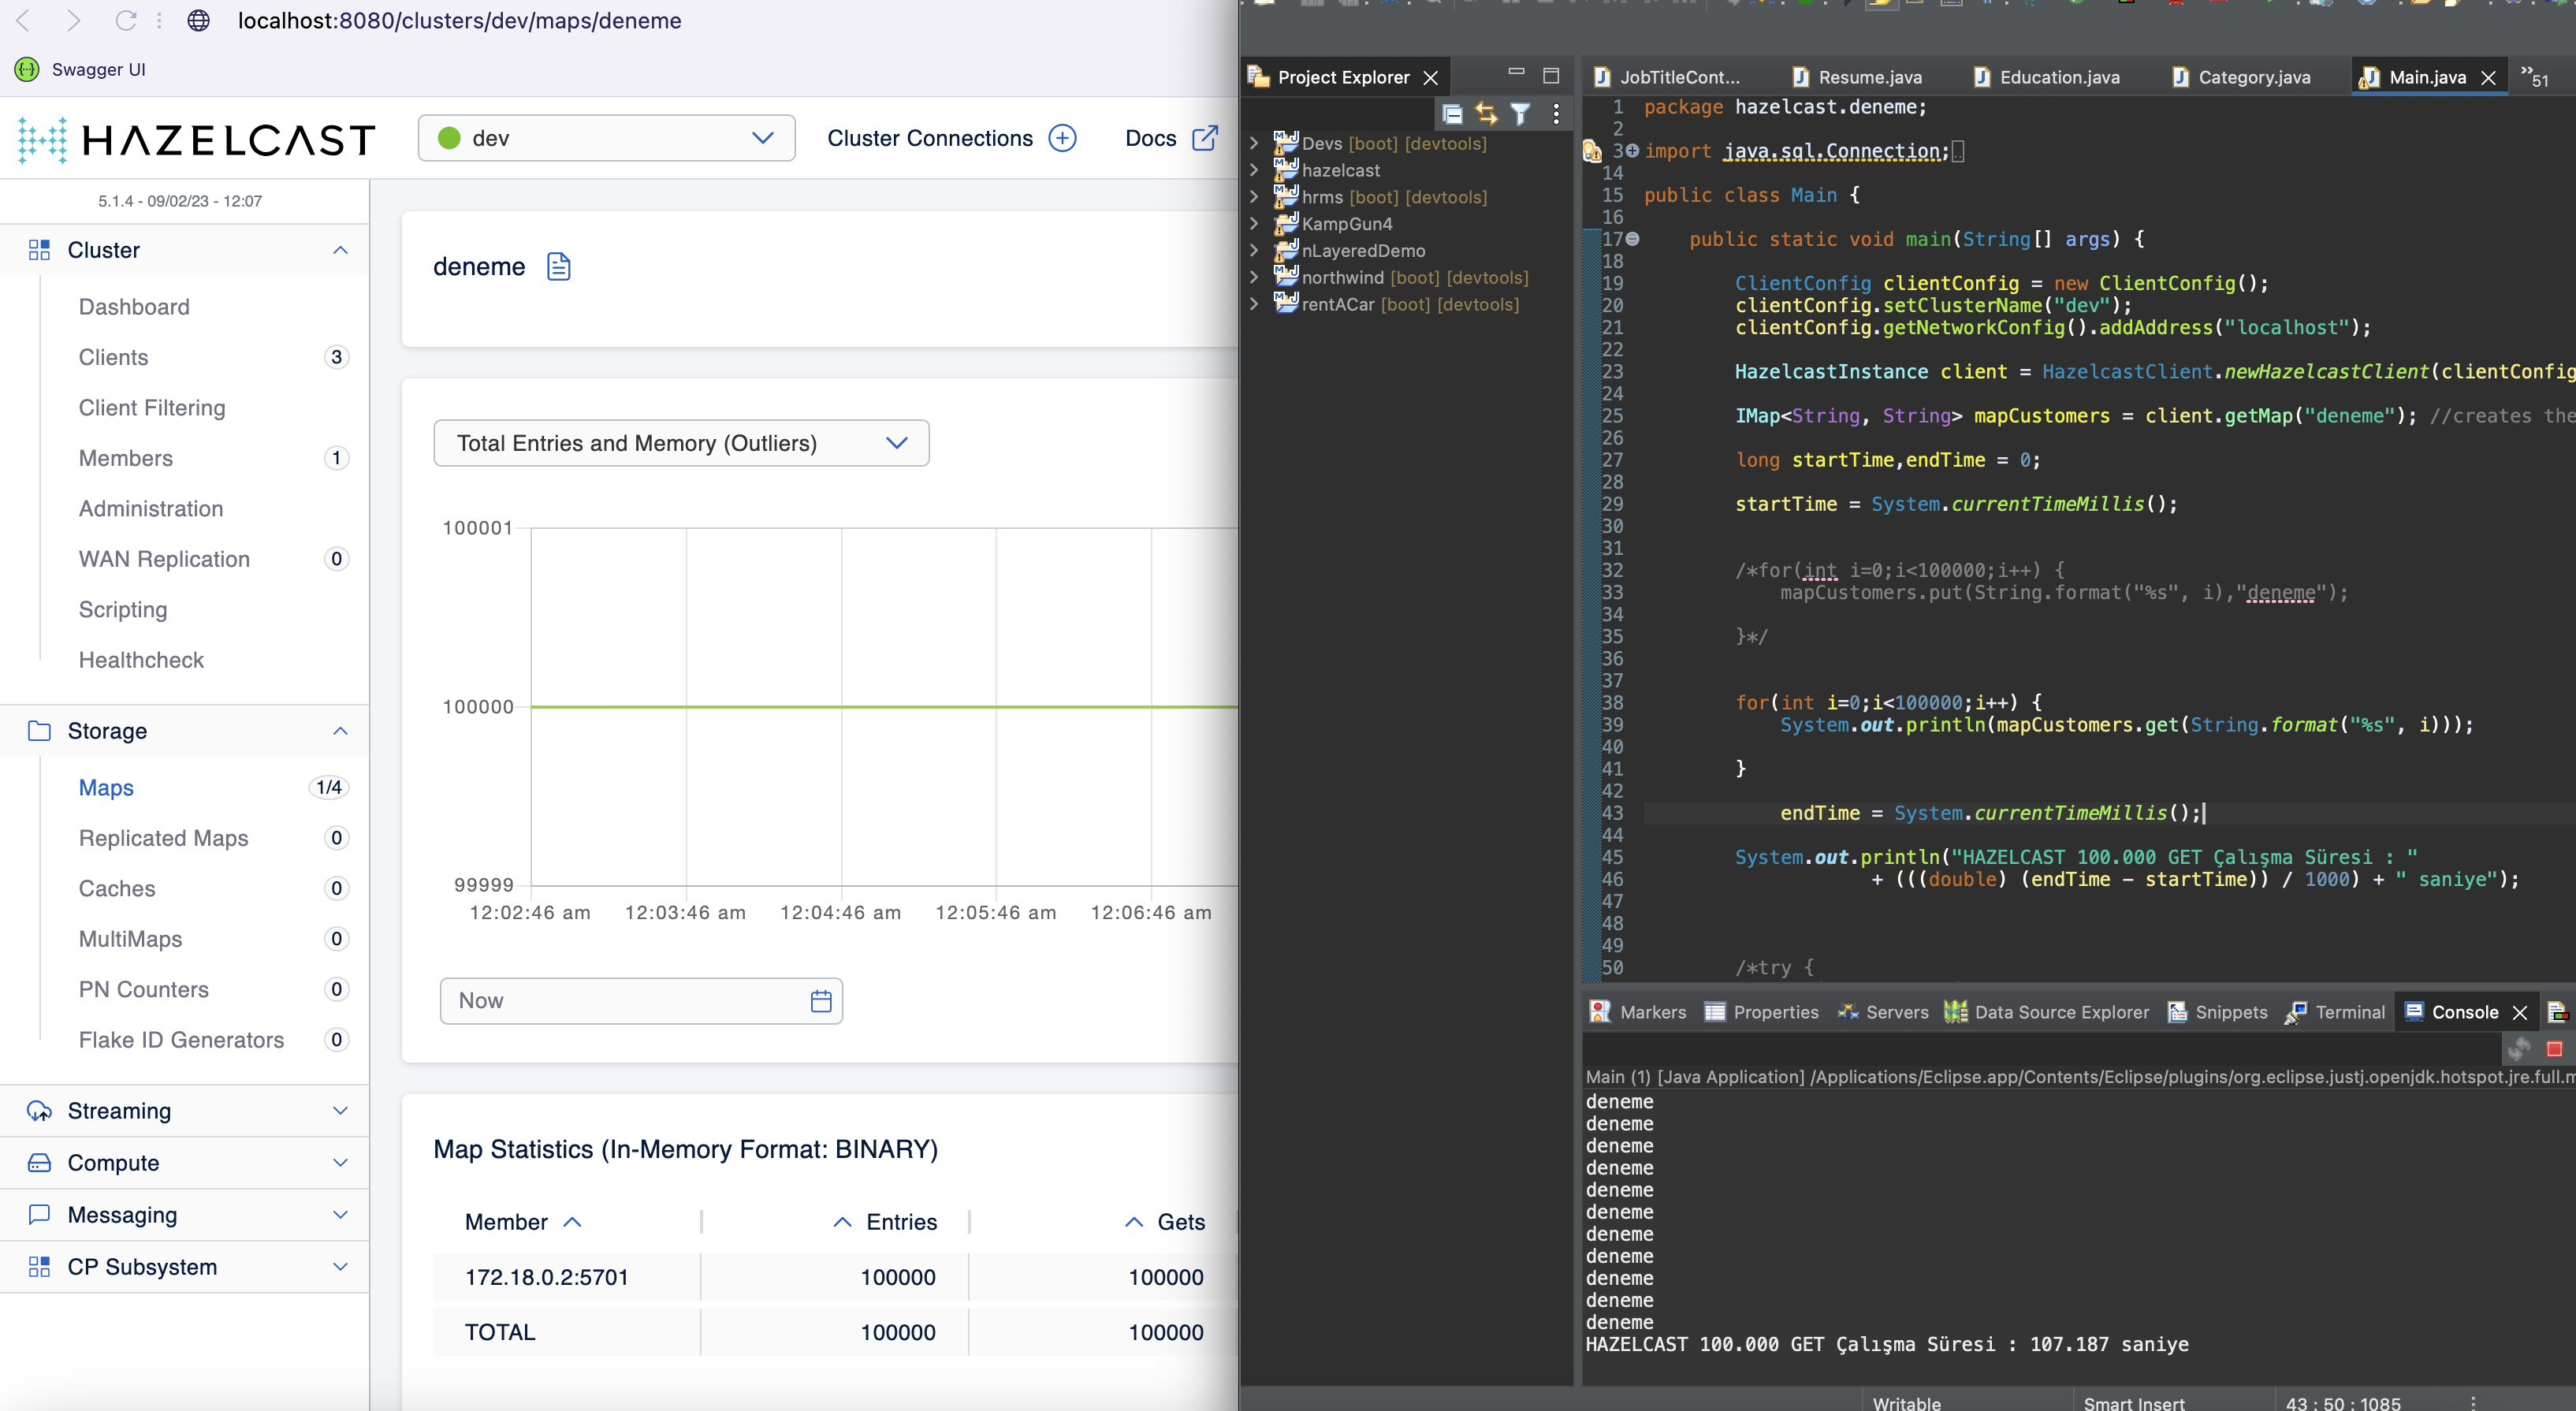 localhost:8080/clusters/dev/maps/deneme
Swagger UI
HAZELCAST
dev
Cluster Connections
Docs
5.1.4 - 09/02/23 - 12:07
Cluster
Dashboard
Clients 3
Client Filtering
Members 1
Administration
WAN Replication 0
Scripting
Healthcheck
Storage
Maps 1/4
Replicated Maps 0
Caches 0
MultiMaps 0
PN Counters 0
Flake ID Generators 0
Streaming
Compute
Messaging
CP Subsystem
deneme
Total Entries and Memory (Outliers)
100001
100000
99999
12:02:46 am 12:03:46 am 12:04:46 am 12:05:46 am 12:06:46 am
Now
Map Statistics (In-Memory Format: BINARY)
Member Entries Gets
172.18.0.2:5701 100000 100000
TOTAL 100000 100000
Project Explorer
Devs [boot] [devtools]
hazelcast
hrms [boot] [devtools]
KampGun4
nLayeredDemo
northwind [boot] [devtools]
rentACar [boot] [devtools]
JobTitleCont... Resume.java Education.java Category.java Main.java 51
1 package hazelcast.deneme;
2
3 import java.sql.Connection;
14
15 public class Main {
16
17 public static void main(String[] args) {
18
19 ClientConfig clientConfig = new ClientConfig();
20 clientConfig.setClusterName("dev");
21 clientConfig.getNetworkConfig().addAddress("localhost");
22
23 HazelcastInstance client = HazelcastClient.newHazelcastClient(clientConfig
24
25 IMap<String, String> mapCustomers = client.getMap("deneme"); //creates the
26
27 long startTime,endTime = 0;
28
29 startTime = System.currentTimeMillis();
30
31
32 /*for(int i=0;i<100000;i++) {
33 mapCustomers.put(String.format("%s", i),"deneme");
34
35 }*/
36
37
38 for(int i=0;i<100000;i++) {
39 System.out.println(mapCustomers.get(String.format("%s", i)));
40
41 }
42
43 endTime = System.currentTimeMillis();
44
45 System.out.println("HAZELCAST 100.000 GET Çalışma Süresi : "
46 + (((double) (endTime - startTime)) / 1000) + " saniye");
47
48
49
50 /*try {
Markers Properties Servers Data Source Explorer Snippets Terminal Console
Main (1) [Java Application] /Applications/Eclipse.app/Contents/Eclipse/plugins/org.eclipse.justj.openjdk.hotspot.jre.full.m
deneme
deneme
deneme
deneme
deneme
deneme
deneme
deneme
deneme
deneme
deneme
HAZELCAST 100.000 GET Çalışma Süresi : 107.187 saniye
Writable Smart Insert 43 : 50 : 1085